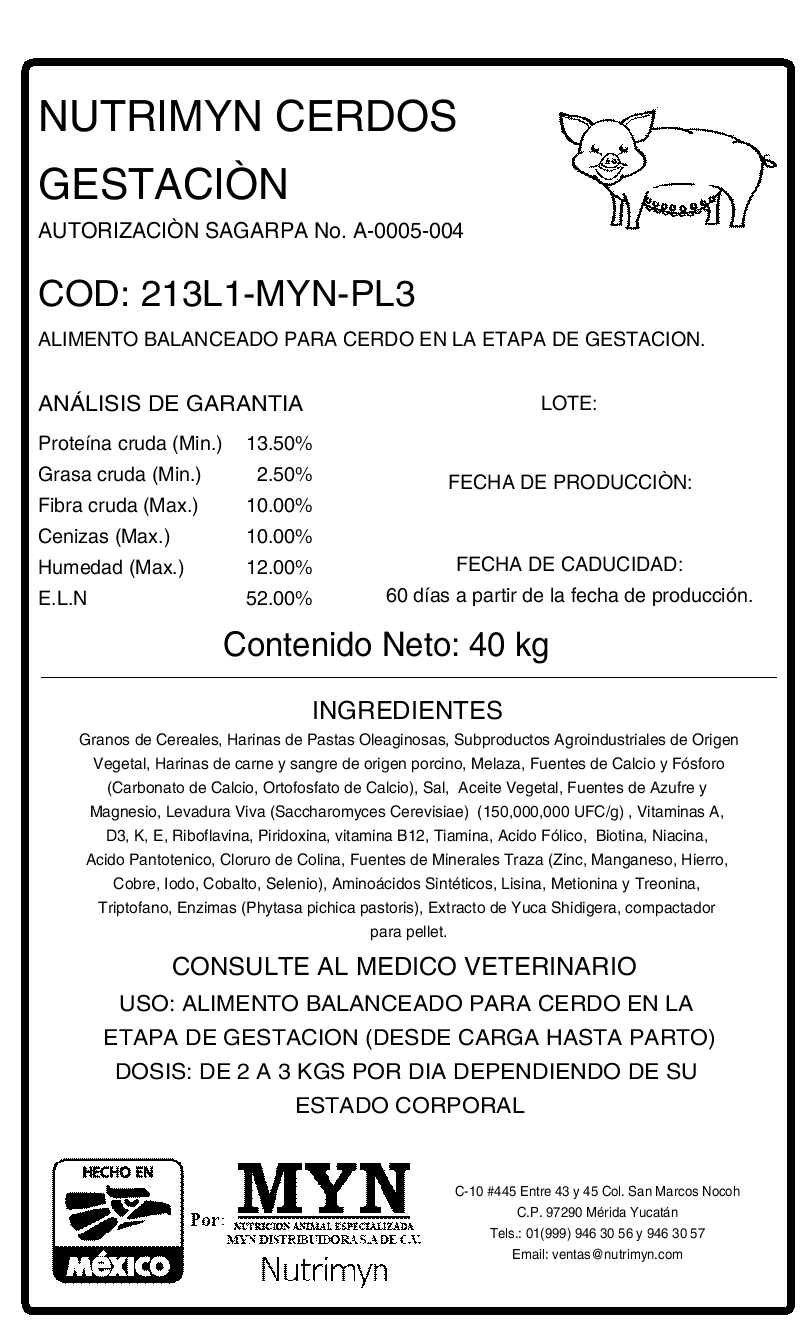 NUTRIMYN CERDOS
GESTACIÒN
AUTORIZACIÒN SAGARPA No. A-0005-004
COD: 213L1-MYN-PL3
ALIMENTO BALANCEADO PARA CERDO EN LA ETAPA DE GESTACION.
ANÁLISIS DE GARANTIA
Proteína cruda (Min.) 13.50%
Grasa cruda (Min.) 2.50%
Fibra cruda (Max.) 10.00%
Cenizas (Max.) 10.00%
Humedad (Max.) 12.00%
E.L.N 52.00%
LOTE:
FECHA DE PRODUCCIÒN:
FECHA DE CADUCIDAD:
60 días a partir de la fecha de producción.
Contenido Neto: 40 kg
INGREDIENTES
Granos de Cereales, Harinas de Pastas Oleaginosas, Subproductos Agroindustriales de Origen
Vegetal, Harinas de carne y sangre de origen porcino, Melaza, Fuentes de Calcio y Fósforo
(Carbonato de Calcio, Ortofosfato de Calcio), Sal, Aceite Vegetal, Fuentes de Azufre y
Magnesio, Levadura Viva (Saccharomyces Cerevisiae) (150,000,000 UFC/g) , Vitaminas A,
D3, K, E, Riboflavina, Piridoxina, vitamina B12, Tiamina, Acido Fólico, Biotina, Niacina,
Acido Pantotenico, Cloruro de Colina, Fuentes de Minerales Traza (Zinc, Manganeso, Hierro,
Cobre, Iodo, Cobalto, Selenio), Aminoácidos Sintéticos, Lisina, Metionina y Treonina,
Triptofano, Enzimas (Phytasa pichica pastoris), Extracto de Yuca Shidigera, compactador
para pellet.
CONSULTE AL MEDICO VETERINARIO
USO: ALIMENTO BALANCEADO PARA CERDO EN LA
ETAPA DE GESTACION (DESDE CARGA HASTA PARTO)
DOSIS: DE 2 A 3 KGS POR DIA DEPENDIENDO DE SU
ESTADO CORPORAL
HECHO EN
MéXICO
Por:
MYN
NUTRICION ANIMAL ESPECIALIZADA
MYN DISTRIBUIDORA S.A DE C.V.
Nutrimyn
C-10 #445 Entre 43 y 45 Col. San Marcos Nocoh
C.P. 97290 Mérida Yucatán
Tels.: 01(999) 946 30 56 y 946 30 57
Email: ventas@nutrimyn.com